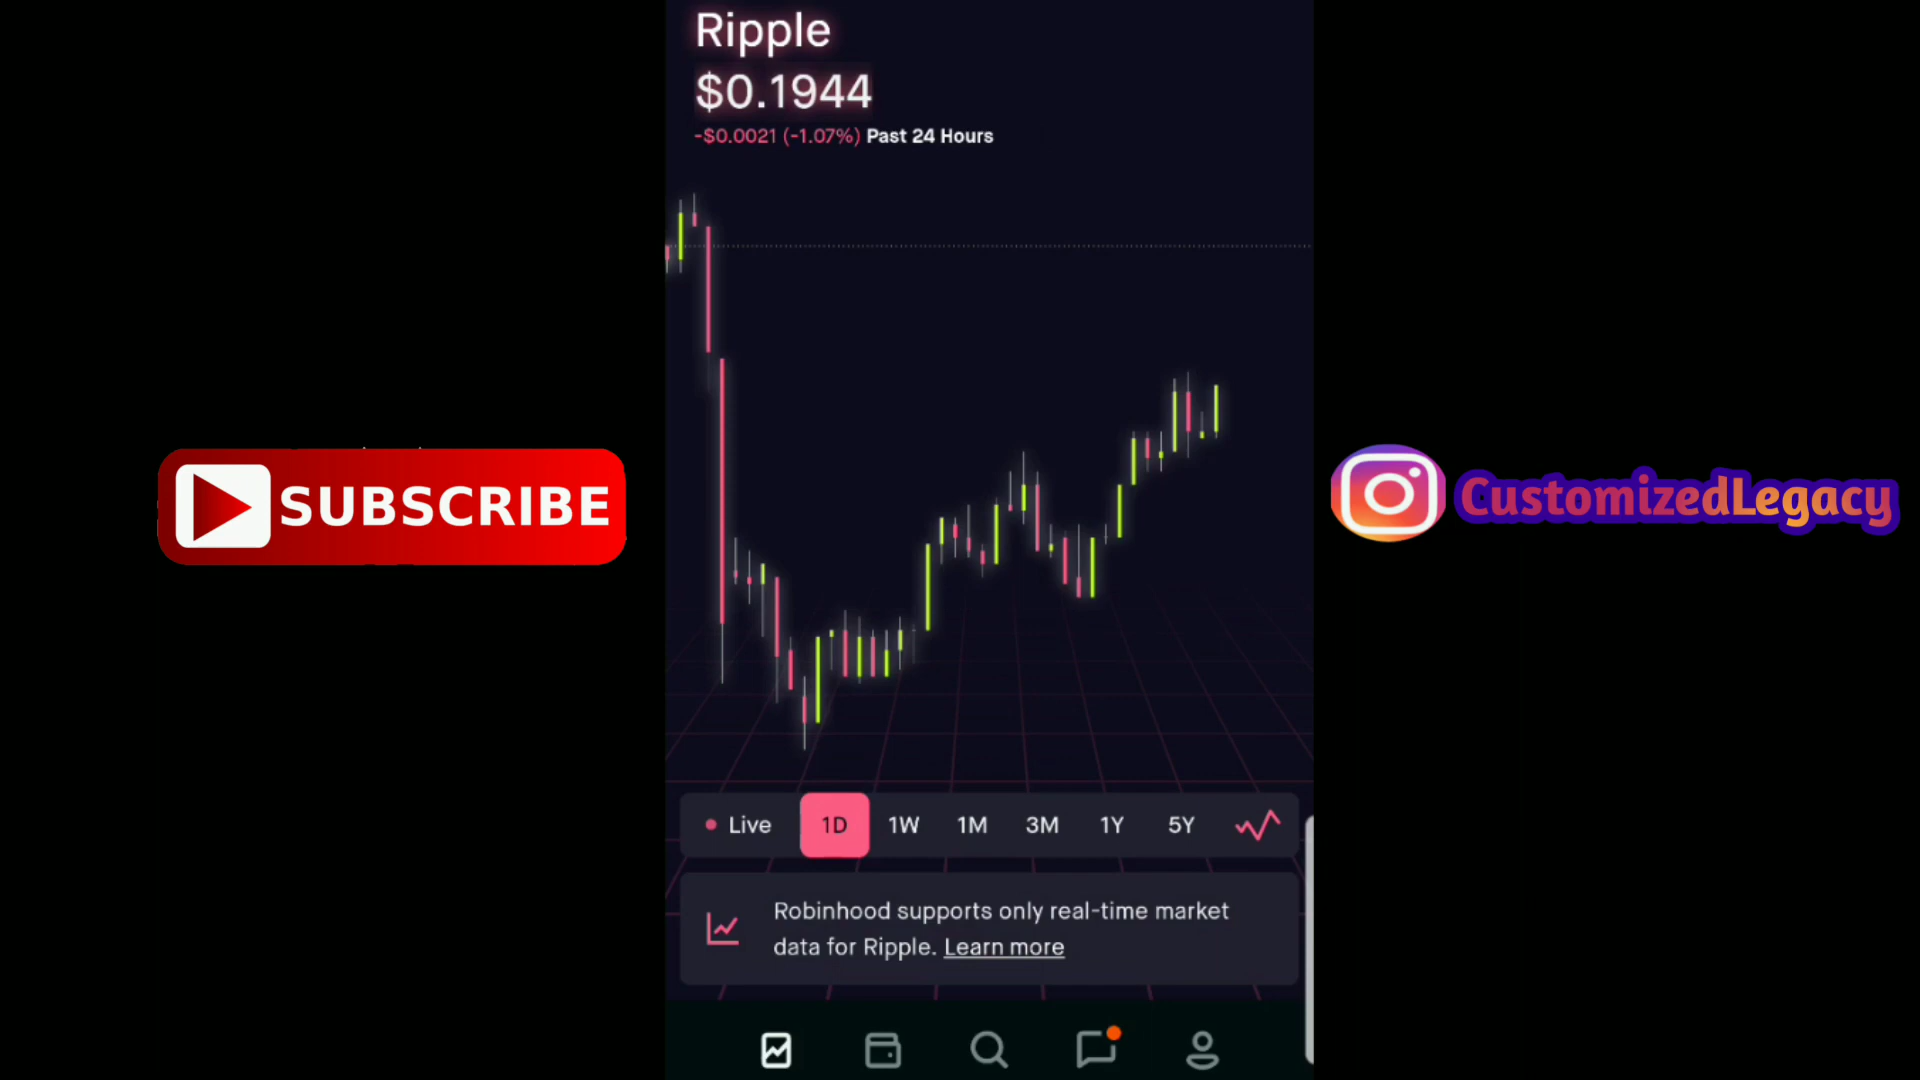 Ripple
$0.1944
-$0.0021 (-1.07%) Past 24 Hours
SUBSCRIBE
CustomizedLegacy
Live 1D 1W 1M 3M 1Y 5Y
Robinhood supports only real-time market
data for Ripple. Learn more